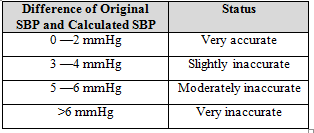 Difference of Original Status
SBP and Calculated SBP
0 —2 mmHg Very accurate
3 —4 mmHg Slightly inaccurate
5 —6 mmHg Moderately inaccurate
>6 mmHg Very inaccurate